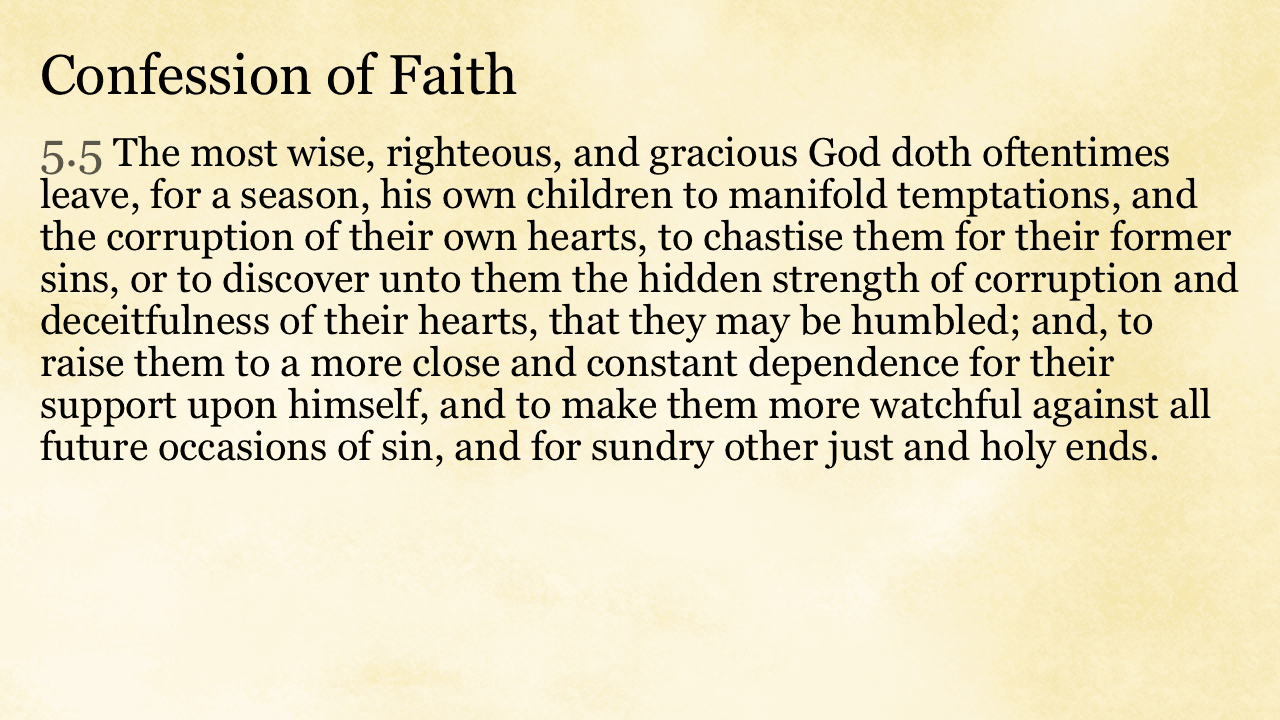 Confession of Faith
5.5 The most wise, righteous, and gracious God doth oftentimes
leave, for a season, his own children to manifold temptations, and
the corruption of their own hearts, to chastise them for their former
sins, or to discover unto them the hidden strength of corruption and
deceitfulness of their hearts, that they may be humbled; and, to
raise them to a more close and constant dependence for their
support upon himself, and to make them more watchful against all
future occasions of sin, and for sundry other just and holy ends.